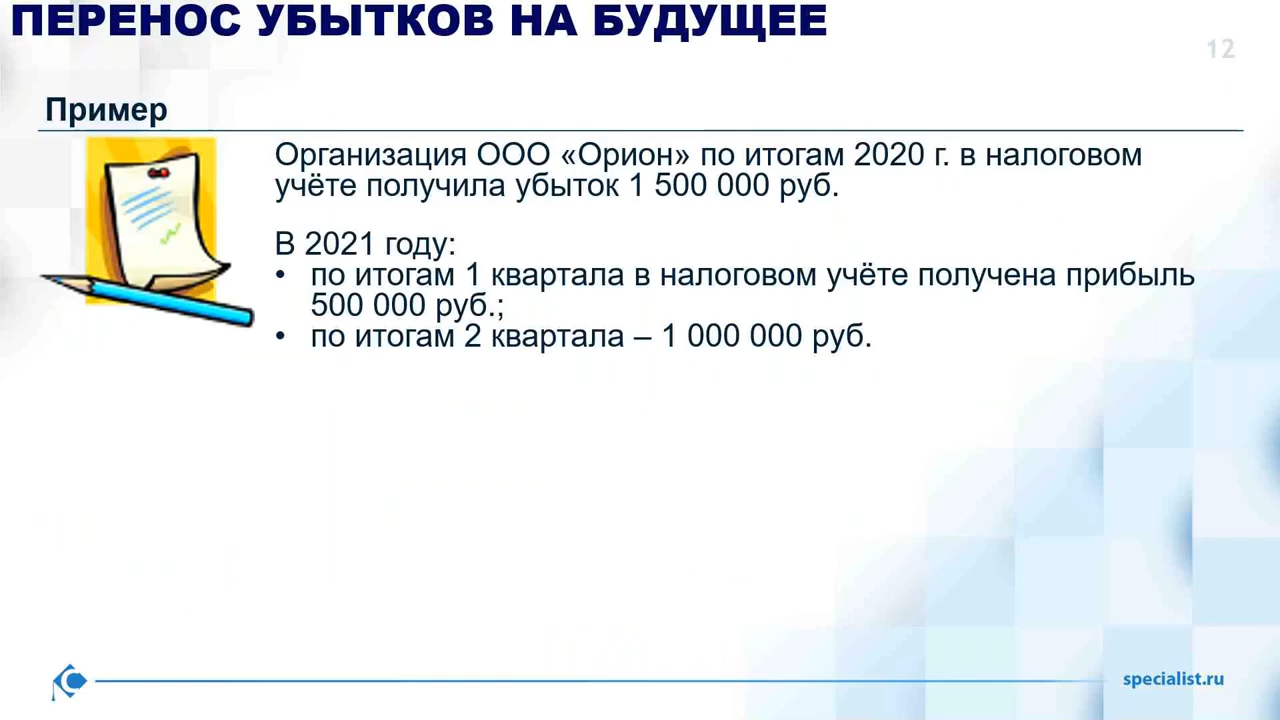 ПЕРЕНОС УБЫТКОВ НА БУДУЩЕЕ
12
Пример
Организация ООО «Орион» по итогам 2020 г. в налоговом
учёте получила убыток 1 500 000 руб.
В 2021 году:
• по итогам 1 квартала в налоговом учёте получена прибыль
500 000 руб.;
• по итогам 2 квартала – 1 000 000 руб.
specialist.ru